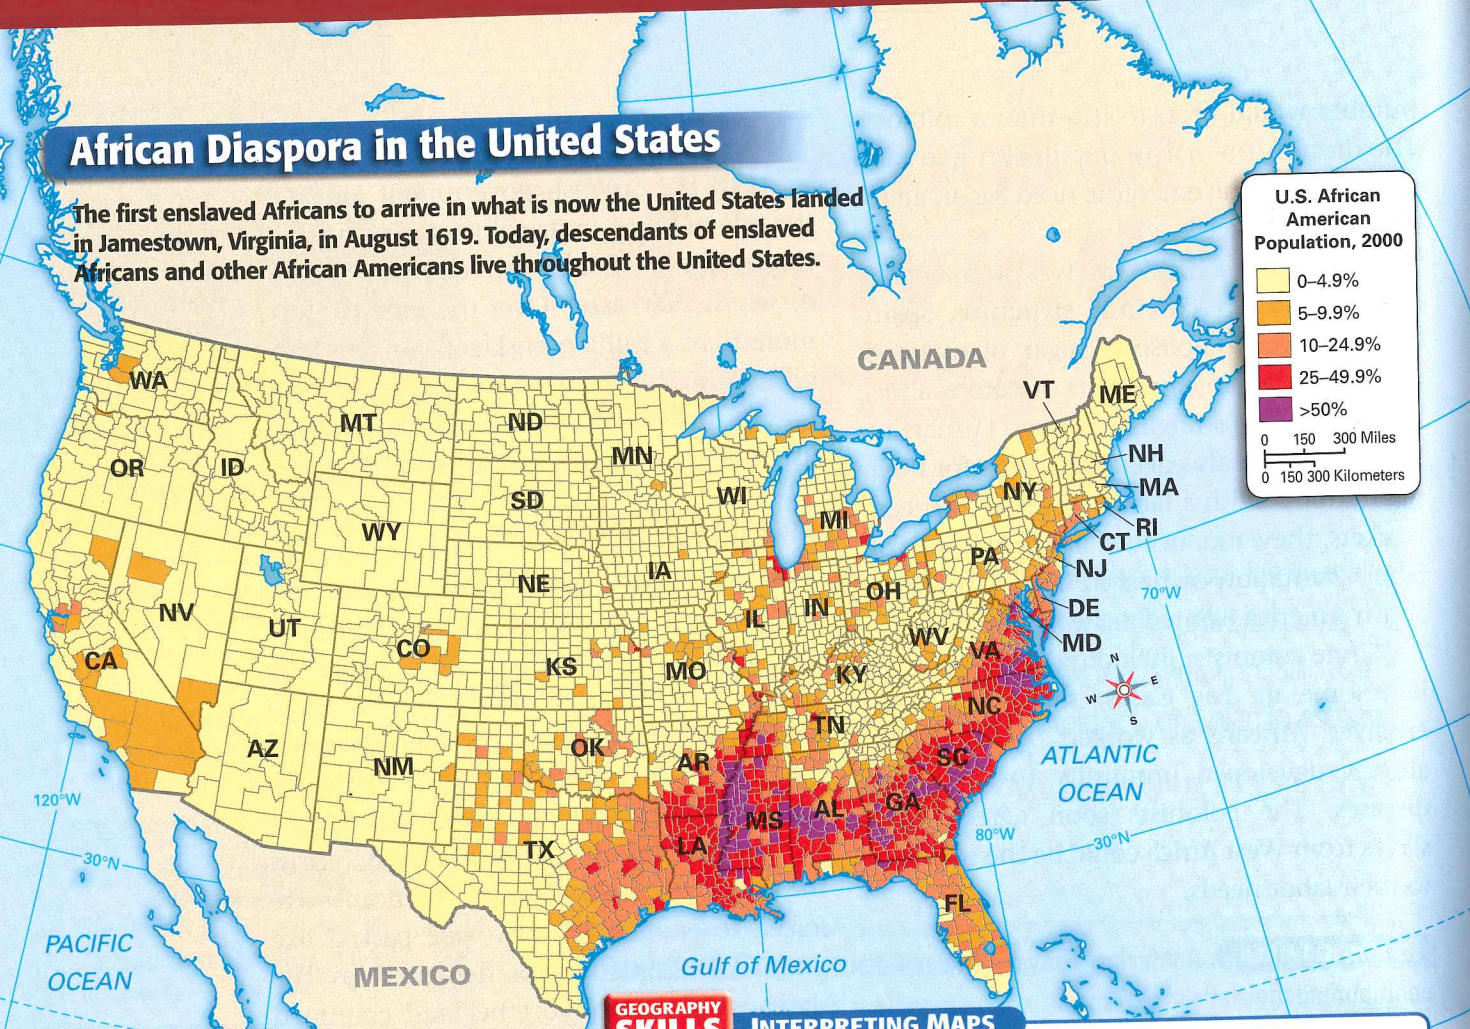 African Diaspora in the United States
The first enslaved Africans to arrive in what is now the United States landed
in Jamestown, Virginia, in August 1619. Today, descendants of enslaved
Africans and other African Americans live throughout the United States.
U.S. African
American
Population, 2000
0–4.9%
5–9.9%
10–24.9%
25–49.9%
>50%
0 150 300 Miles
0 150 300 Kilometers
CANADA
VT
ME
WA
MT
ND
MN
OR
ID
SD
WI
MI
NY
NH
MA
RI
CT
WY
IA
PA
NJ
NE
OH
IN
IL
70°W
NV
UT
CO
DE
WV
MD
VA
CA
KS
MO
KY
N
W
E
S
NC
TN
AZ
NM
OK
AR
SC
ATLANTIC
OCEAN
120°W
MS
AL
GA
80°W
30°N
TX
LA
30°N
FL
PACIFIC
OCEAN
MEXICO
Gulf of Mexico
GEOGRAPHY
SKILLS
INTERPRETING MAPS